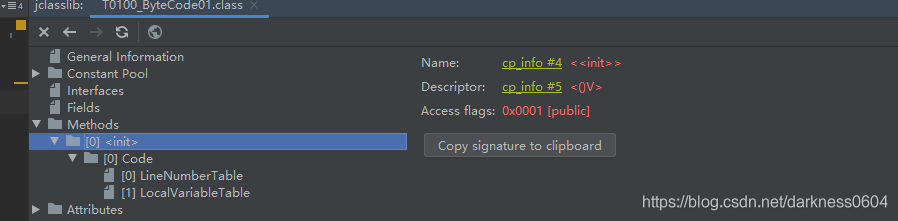 4
jclasslib:
T0100_ByteCode01.class
General Information
Constant Pool
Interfaces
Fields
Methods
[0] <init>
[0] Code
[0] LineNumberTable
[1] LocalVariableTable
Attributes
Name: cp_info #4 <<init>>
Descriptor: cp_info #5 <()V>
Access flags: 0x0001 [public]
Copy signature to clipboard
https://blog.csdn.net/darkness0604